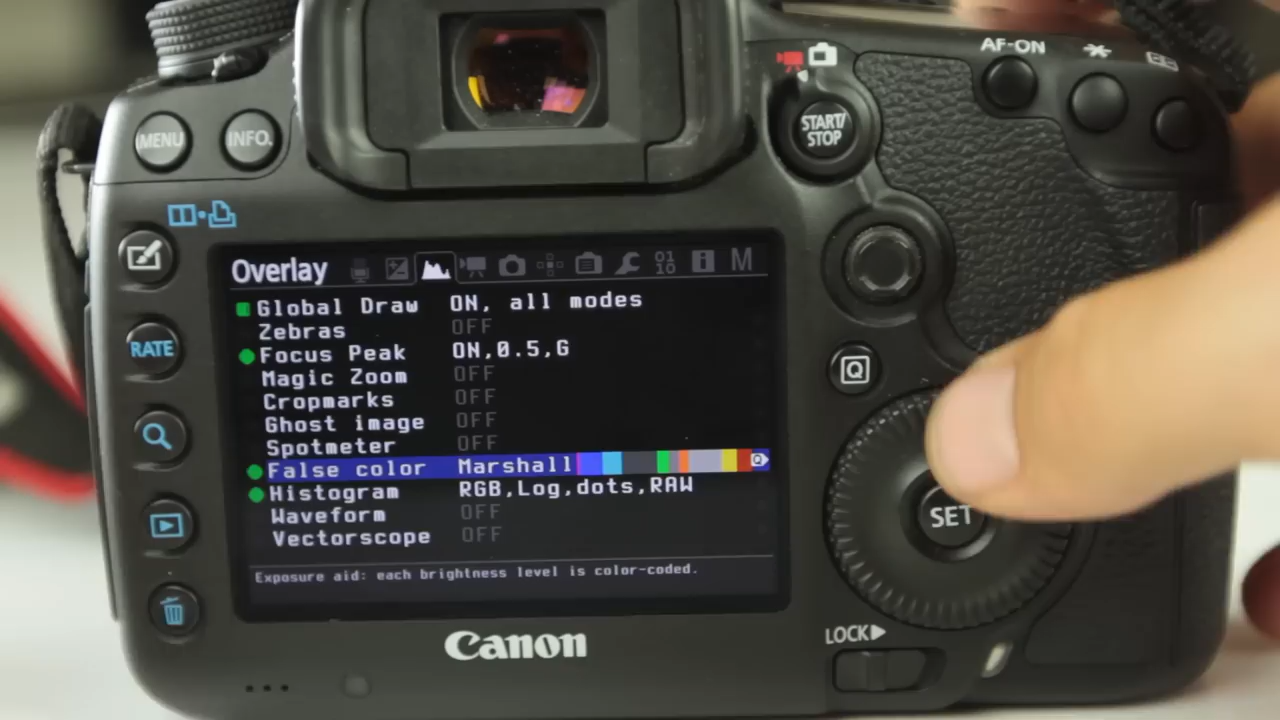 AF-ON
MENU
INFO.
START/
STOP
RATE
Q
SET
LOCK
Overlay
01
10
i
M
Global Draw ON, all modes
Zebras OFF
Focus Peak ON,0.5,G
Magic Zoom OFF
Cropmarks OFF
Ghost image OFF
Spotmeter OFF
False color Marshall Q
Histogram RGB,Log,dots,RAW
Waveform OFF
Vectorscope OFF
Exposure aid: each brightness level is color-coded.
Canon